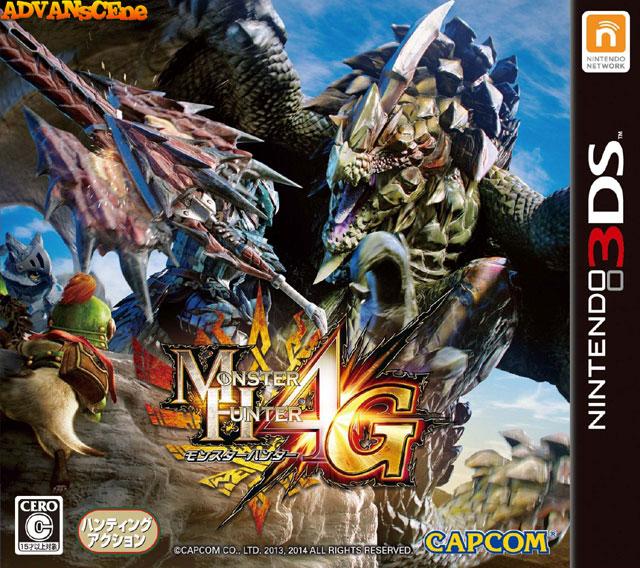 ADVANsCEne
NINTENDO
NETWORK
NINTENDO 3DS™
MONSTER
HUNTER 4G
モンスターハンター
CERO
C
15才以上対象
ハンティング
アクション
©CAPCOM CO., LTD. 2013, 2014 ALL RIGHTS RESERVED.
CAPCOM®